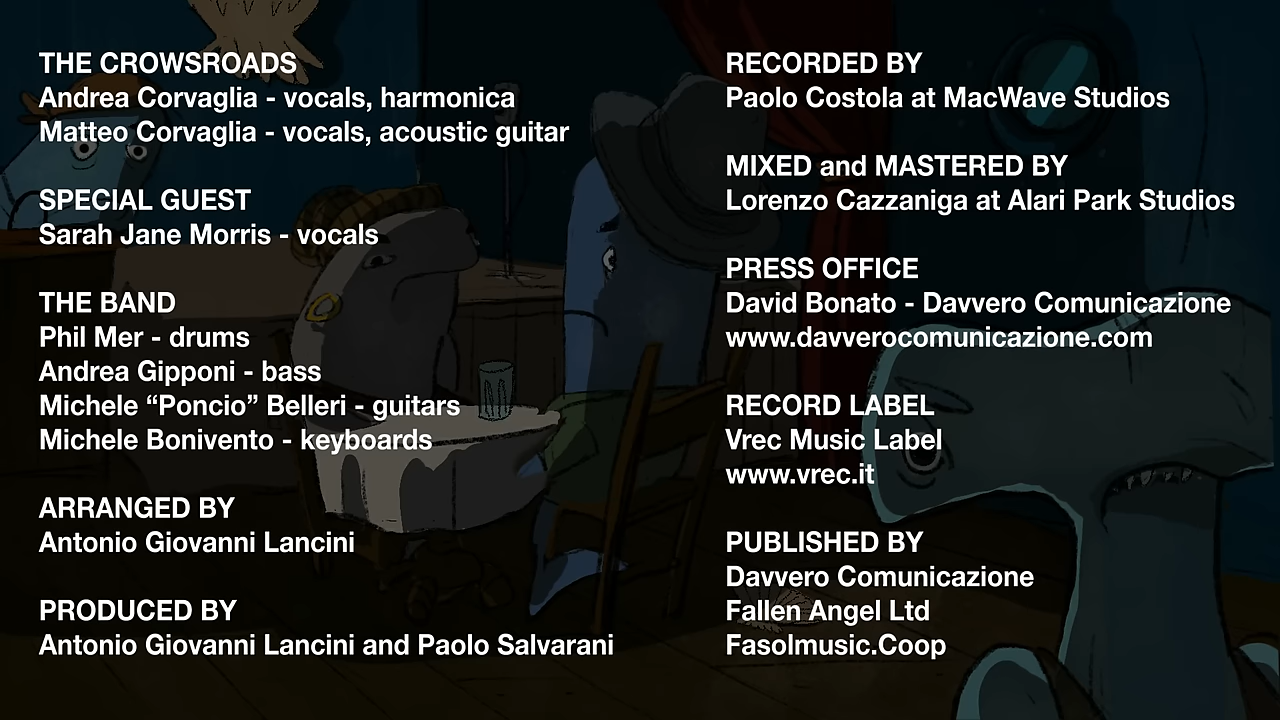 THE CROWSROADS
Andrea Corvaglia - vocals, harmonica
Matteo Corvaglia - vocals, acoustic guitar
SPECIAL GUEST
Sarah Jane Morris - vocals
THE BAND
Phil Mer - drums
Andrea Gipponi - bass
Michele “Poncio” Belleri - guitars
Michele Bonivento - keyboards
ARRANGED BY
Antonio Giovanni Lancini
PRODUCED BY
Antonio Giovanni Lancini and Paolo Salvarani
RECORDED BY
Paolo Costola at MacWave Studios
MIXED and MASTERED BY
Lorenzo Cazzaniga at Alari Park Studios
PRESS OFFICE
David Bonato - Davvero Comunicazione
www.davverocomunicazione.com
RECORD LABEL
Vrec Music Label
www.vrec.it
PUBLISHED BY
Davvero Comunicazione
Fallen Angel Ltd
Fasolmusic.Coop